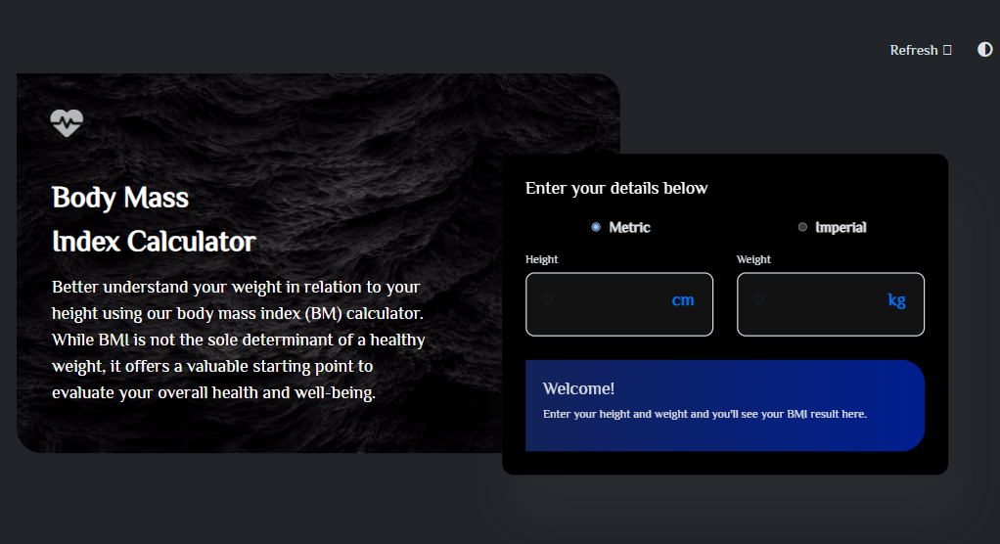 Refresh
Body Mass
Index Calculator
Better understand your weight in relation to your
height using our body mass index (BM) calculator.
While BMI is not the sole determinant of a healthy
weight, it offers a valuable starting point to
evaluate your overall health and well-being.
Enter your details below
Metric Imperial
Height Weight
0 cm 0 kg
Welcome!
Enter your height and weight and you'll see your BMI result here.